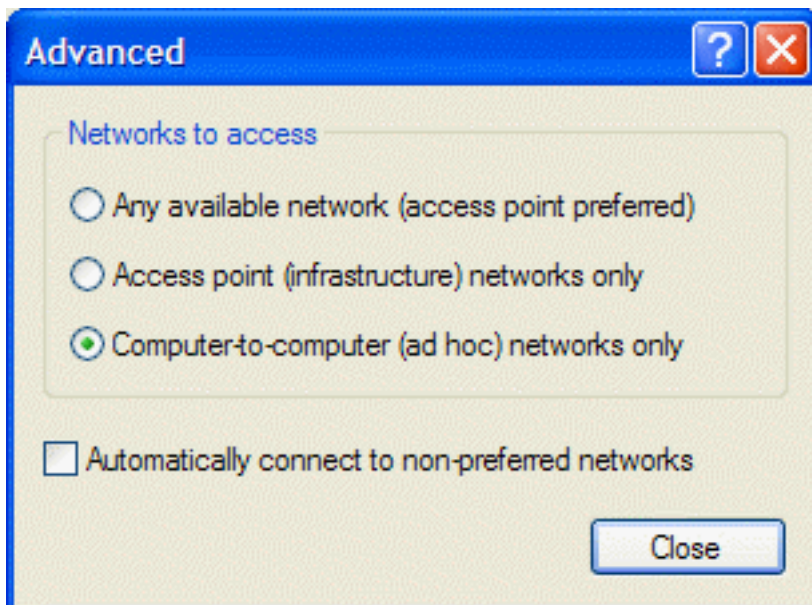 Advanced
Networks to access
Any available network (access point preferred)
Access point (infrastructure) networks only
Computer-to-computer (ad hoc) networks only
Automatically connect to non-preferred networks
Close